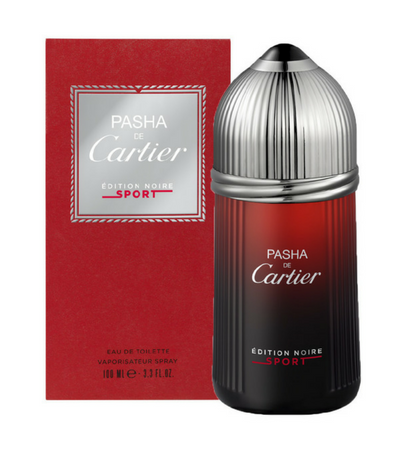 PASHA
DE
Cartier
ÉDITION NOIRE
SPORT
EAU DE TOILETTE
VAPORISATEUR SPRAY
100 Ml ℮ 3.3 FL.OZ.
PASHA
DE
Cartier
ÉDITION NOIRE
SPORT